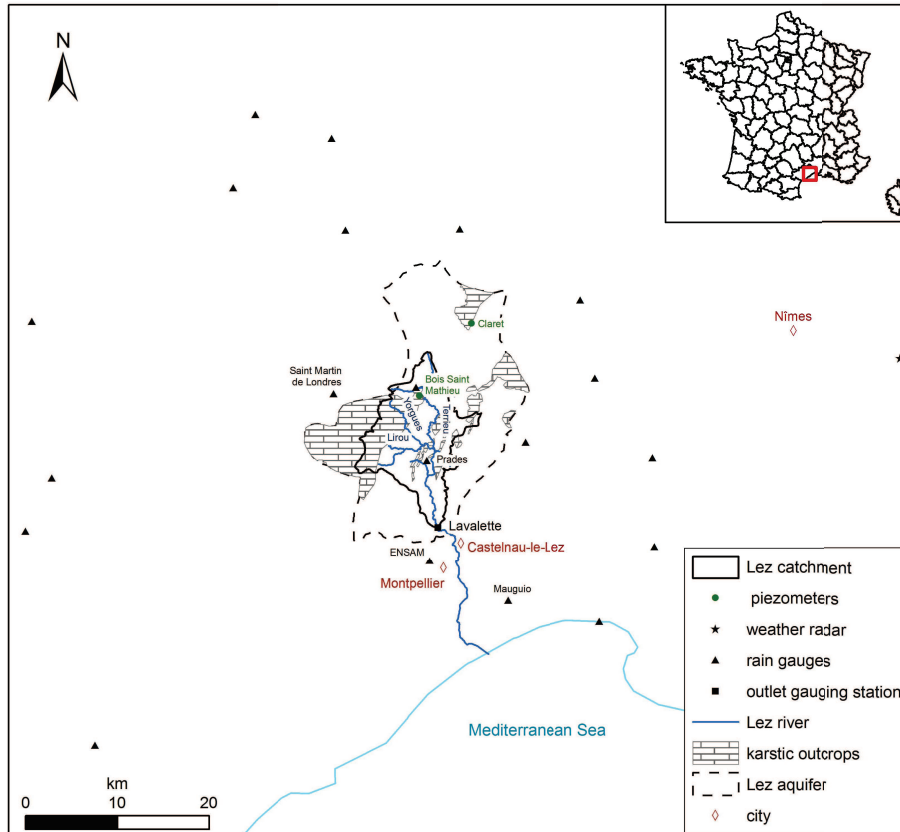 N
Nîmes
Claret
Saint Martin
de Londres
Bois Saint
Mathieu
Yorgues
Terrieu
Lirou
Prades
Lavalette
Castelnau-le-Lez
ENSAM
Montpellier
Mauguio
Mediterranean Sea
km
0 10 20
Lez catchment
piezometers
weather radar
rain gauges
outlet gauging station
Lez river
karstic outcrops
Lez aquifer
city